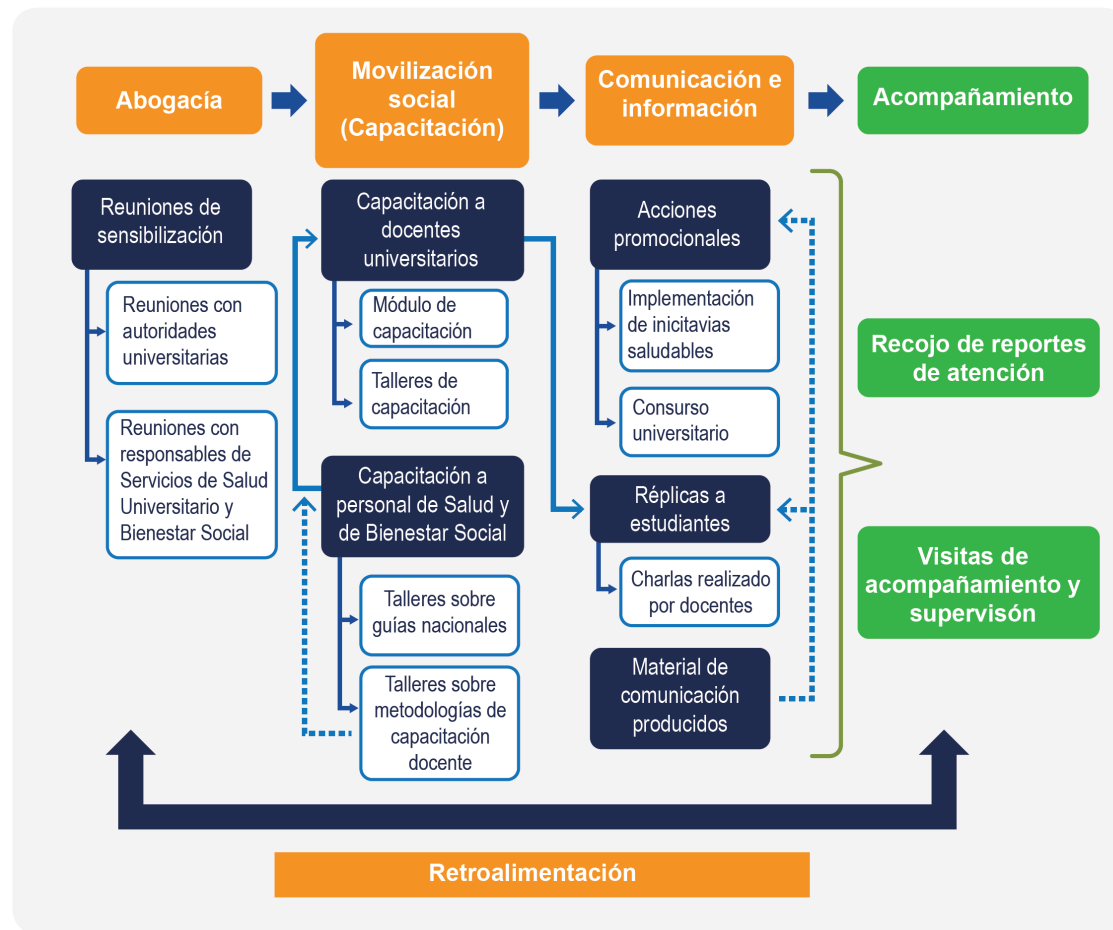 Abogacía
Movilización
social
(Capacitación)
Comunicación e
información
Acompañamiento
Reuniones de
sensibilización
Reuniones con
autoridades
universitarias
Reuniones con
responsables de
Servicios de Salud
Universitario y
Bienestar Social
Capacitación a
docentes
universitarios
Módulo de
capacitación
Talleres de
capacitación
Capacitación a
personal de Salud y
de Bienestar Social
Talleres sobre
guías nacionales
Talleres sobre
metodologías de
capacitación
docente
Acciones
promocionales
Implementación
de inicitavias
saludables
Consurso
universitario
Réplicas a
estudiantes
Charlas realizado
por docentes
Material de
comunicación
producidos
Recojo de reportes
de atención
Visitas de
acompañamiento y
supervisón
Retroalimentación